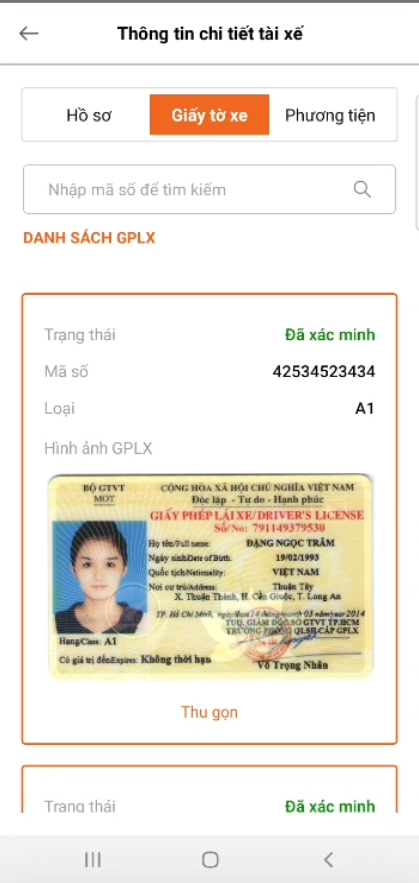 Thông tin chi tiết tài xế
Hồ sơ
Giấy tờ xe
Phương tiện
Nhập mã số để tìm kiếm
DANH SÁCH GPLX
Trạng thái
Đã xác minh
Mã số
42534523434
Loại
A1
Hình ảnh GPLX
BỘ GTVT
MOT
CỘNG HÒA XÃ HỘI CHỦ NGHĨA VIỆT NAM
Độc lập - Tự do - Hạnh phúc
GIẤY PHÉP LÁI XE/DRIVER'S LICENSE
Số/No: 791149379530
Họ tên/Full name: ĐẶNG NGỌC TRÂM
Ngày sinh/Date of Birth: 19/02/1993
Quốc tịch/Nationality: VIỆT NAM
Nơi cư trú/Address: Thuận Tây
X. Thuận Thành, H. Cần Giuộc, T. Long An
TP. Hồ Chí Minh, ngày/date 14 tháng/month 03 năm/year 2014
TUQ. GIÁM ĐỐC SỞ GTVT TP.HCM
TRƯỞNG PHÒNG QLSH CẤP GPLX
Hạng/Class: A1
Có giá trị đến/Expires: Không thời hạn
Võ Trọng Nhân
Thu gọn
Trạng thái
Đã xác minh